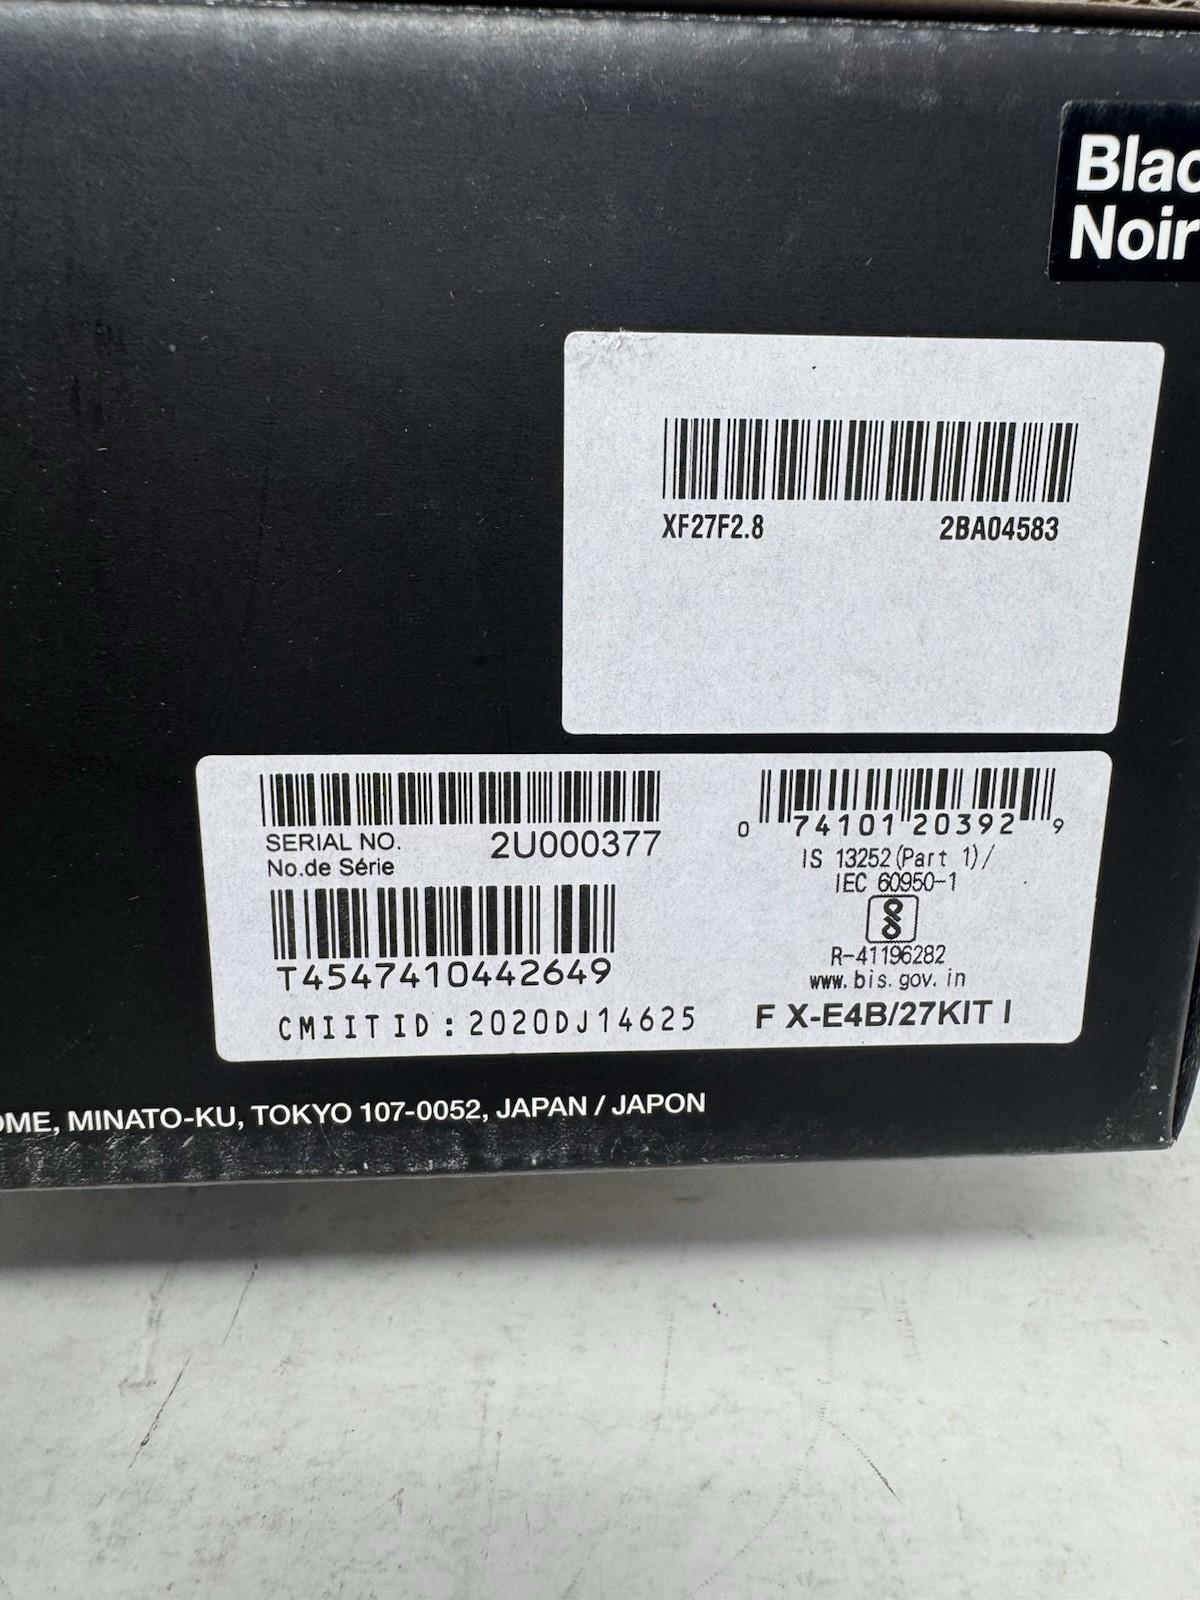 Blac
Noir
XF27F2.8 2BA04583
SERIAL NO. 2U000377
No.de Série
T4547410442649
CMIIT ID : 2020DJ14625
0 74101 20392 9
IS 13252 (Part 1) /
IEC 60950-1
R-41196282
www.bis.gov.in
F X-E4B/27KIT I
OME, MINATO-KU, TOKYO 107-0052, JAPAN / JAPON